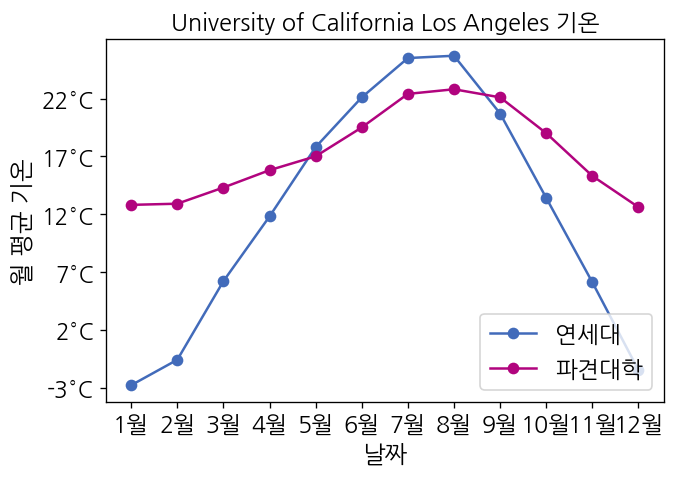 University of California Los Angeles 기온
월 평균 기온
22˚C
17˚C
12˚C
7˚C
2˚C
-3˚C
연세대
파견대학
1월 2월 3월 4월 5월 6월 7월 8월 9월 10월 11월 12월
날짜